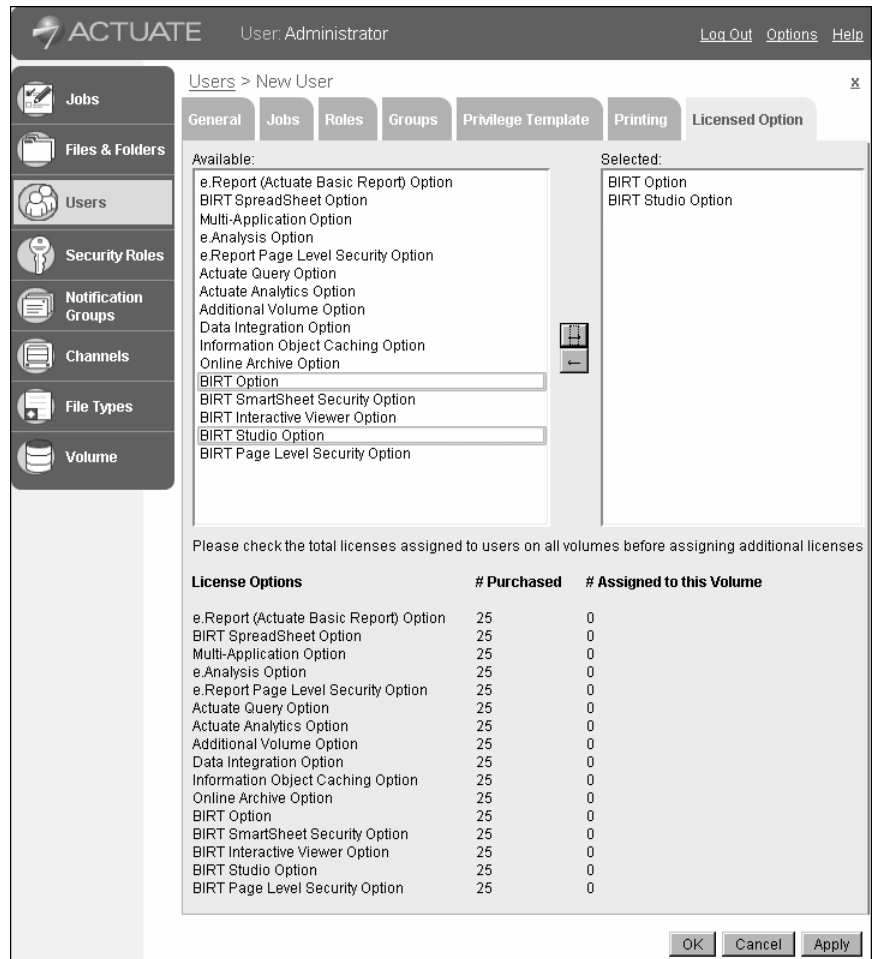 ACTUATE
User: Administrator
Log Out Options Help
Jobs
Files & Folders
Users
Security Roles
Notification
Groups
Channels
File Types
Volume
Users > New User
x
General Jobs Roles Groups Privilege Template Printing Licensed Option
Available:
e.Report (Actuate Basic Report) Option
BIRT SpreadSheet Option
Multi-Application Option
e.Analysis Option
e.Report Page Level Security Option
Actuate Query Option
Actuate Analytics Option
Additional Volume Option
Data Integration Option
Information Object Caching Option
Online Archive Option
BIRT Option
BIRT SmartSheet Security Option
BIRT Interactive Viewer Option
BIRT Studio Option
BIRT Page Level Security Option
Selected:
BIRT Option
BIRT Studio Option
Please check the total licenses assigned to users on all volumes before assigning additional licenses
License Options # Purchased # Assigned to this Volume
e.Report (Actuate Basic Report) Option 25 0
BIRT SpreadSheet Option 25 0
Multi-Application Option 25 0
e.Analysis Option 25 0
e.Report Page Level Security Option 25 0
Actuate Query Option 25 0
Actuate Analytics Option 25 0
Additional Volume Option 25 0
Data Integration Option 25 0
Information Object Caching Option 25 0
Online Archive Option 25 0
BIRT Option 25 0
BIRT SmartSheet Security Option 25 0
BIRT Interactive Viewer Option 25 0
BIRT Studio Option 25 0
BIRT Page Level Security Option 25 0
OK Cancel Apply